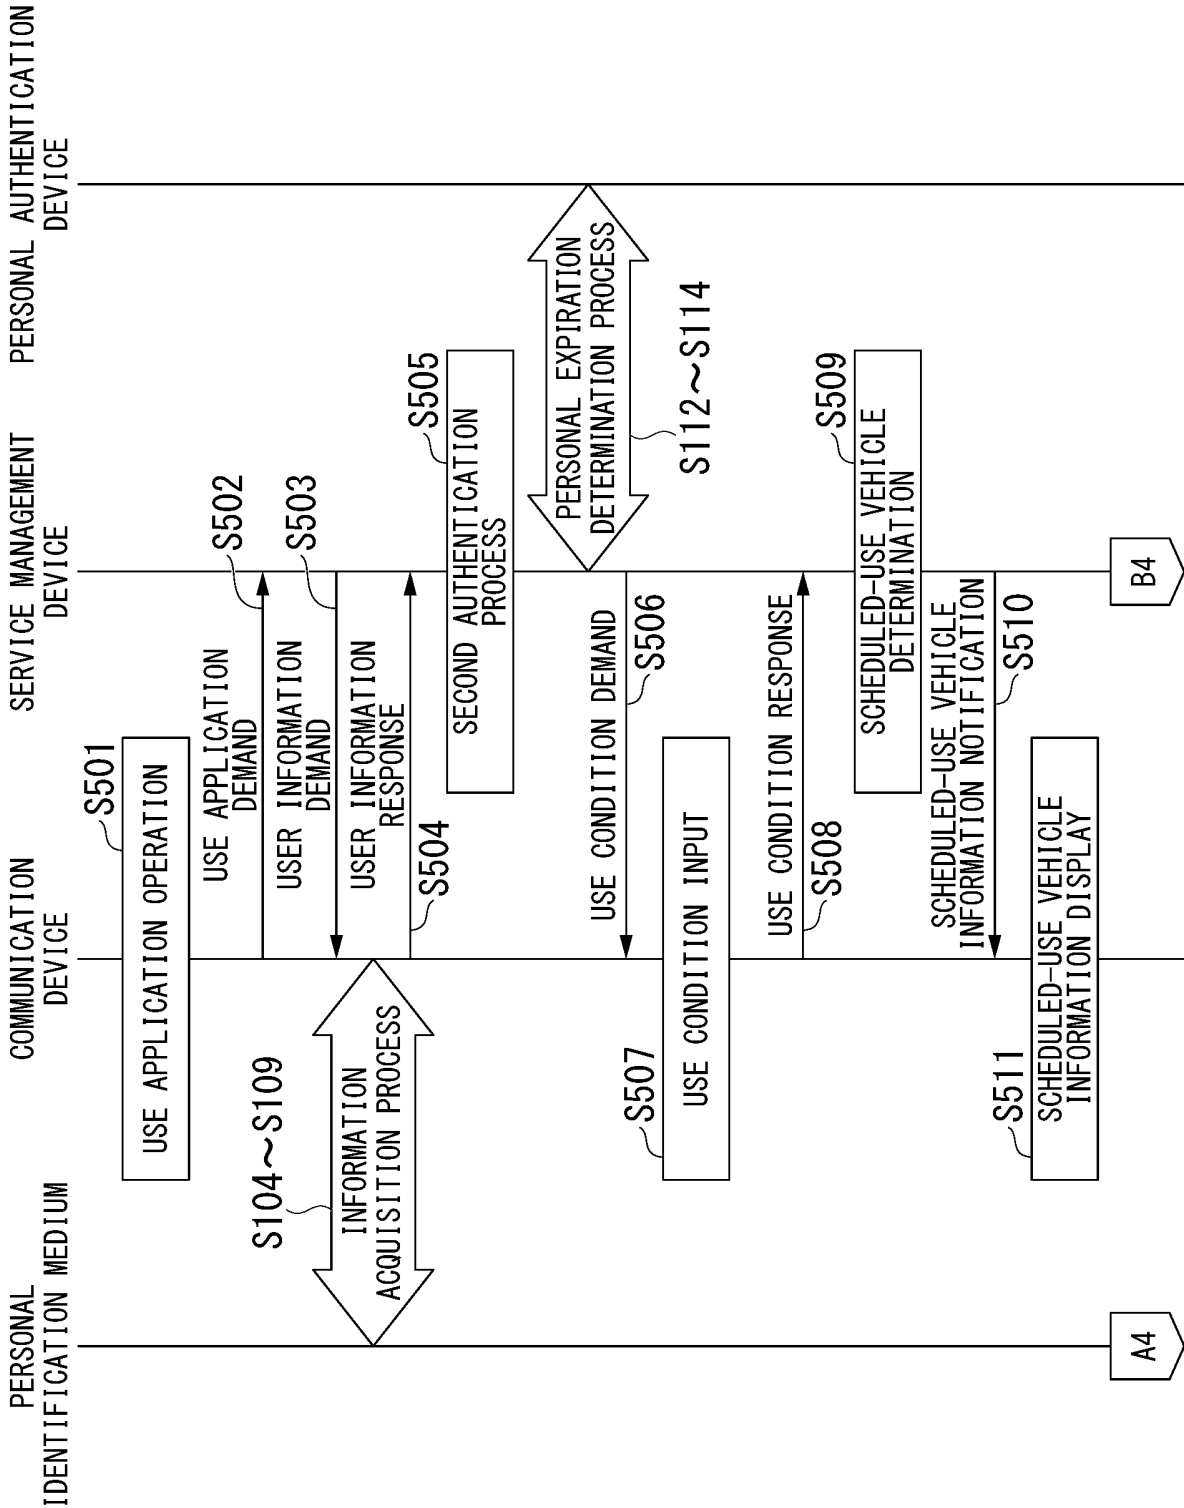 PERSONAL
IDENTIFICATION MEDIUM
COMMUNICATION
DEVICE
SERVICE MANAGEMENT
DEVICE
PERSONAL AUTHENTICATION
DEVICE
S501
USE APPLICATION OPERATION
USE APPLICATION
DEMAND
S502
USER INFORMATION
DEMAND
S503
S104～S109
INFORMATION
ACQUISITION PROCESS
USER INFORMATION
RESPONSE
S504
S505
SECOND AUTHENTICATION
PROCESS
PERSONAL EXPIRATION
DETERMINATION PROCESS
S112～S114
USE CONDITION DEMAND
S506
S507
USE CONDITION INPUT
USE CONDITION RESPONSE
S508
S509
SCHEDULED-USE VEHICLE
DETERMINATION
SCHEDULED-USE VEHICLE
INFORMATION NOTIFICATION
S510
S511
SCHEDULED-USE VEHICLE
INFORMATION DISPLAY
A4
B4